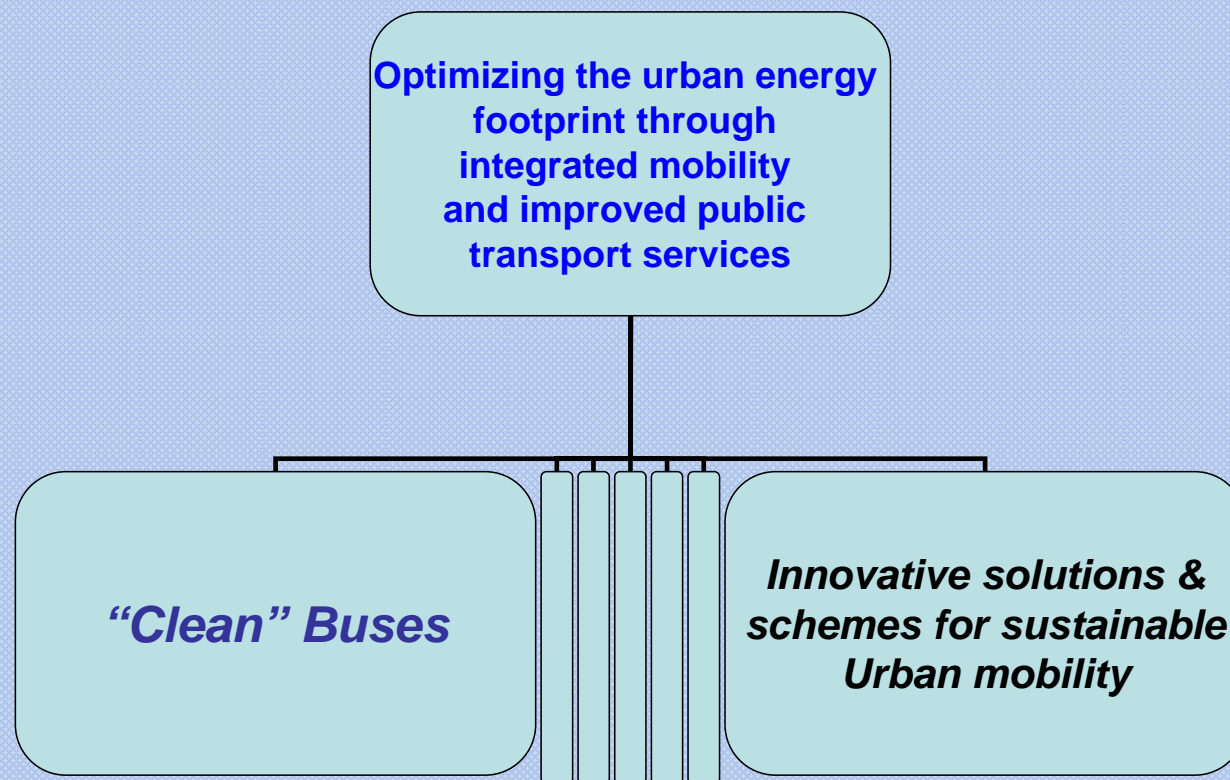 Optimizing the urban energy
footprint through
integrated mobility
and improved public
transport services
“Clean” Buses
Innovative solutions &
schemes for sustainable
Urban mobility